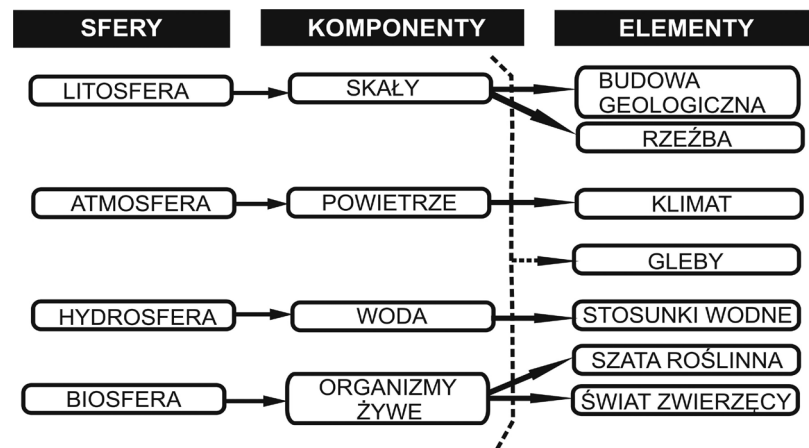 SFERY
KOMPONENTY
ELEMENTY
LITOSFERA
SKAŁY
BUDOWA
GEOLOGICZNA
RZEŹBA
ATMOSFERA
POWIETRZE
KLIMAT
GLEBY
HYDROSFERA
WODA
STOSUNKI WODNE
BIOSFERA
ORGANIZMY
ŻYWE
SZATA ROŚLINNA
ŚWIAT ZWIERZĘCY